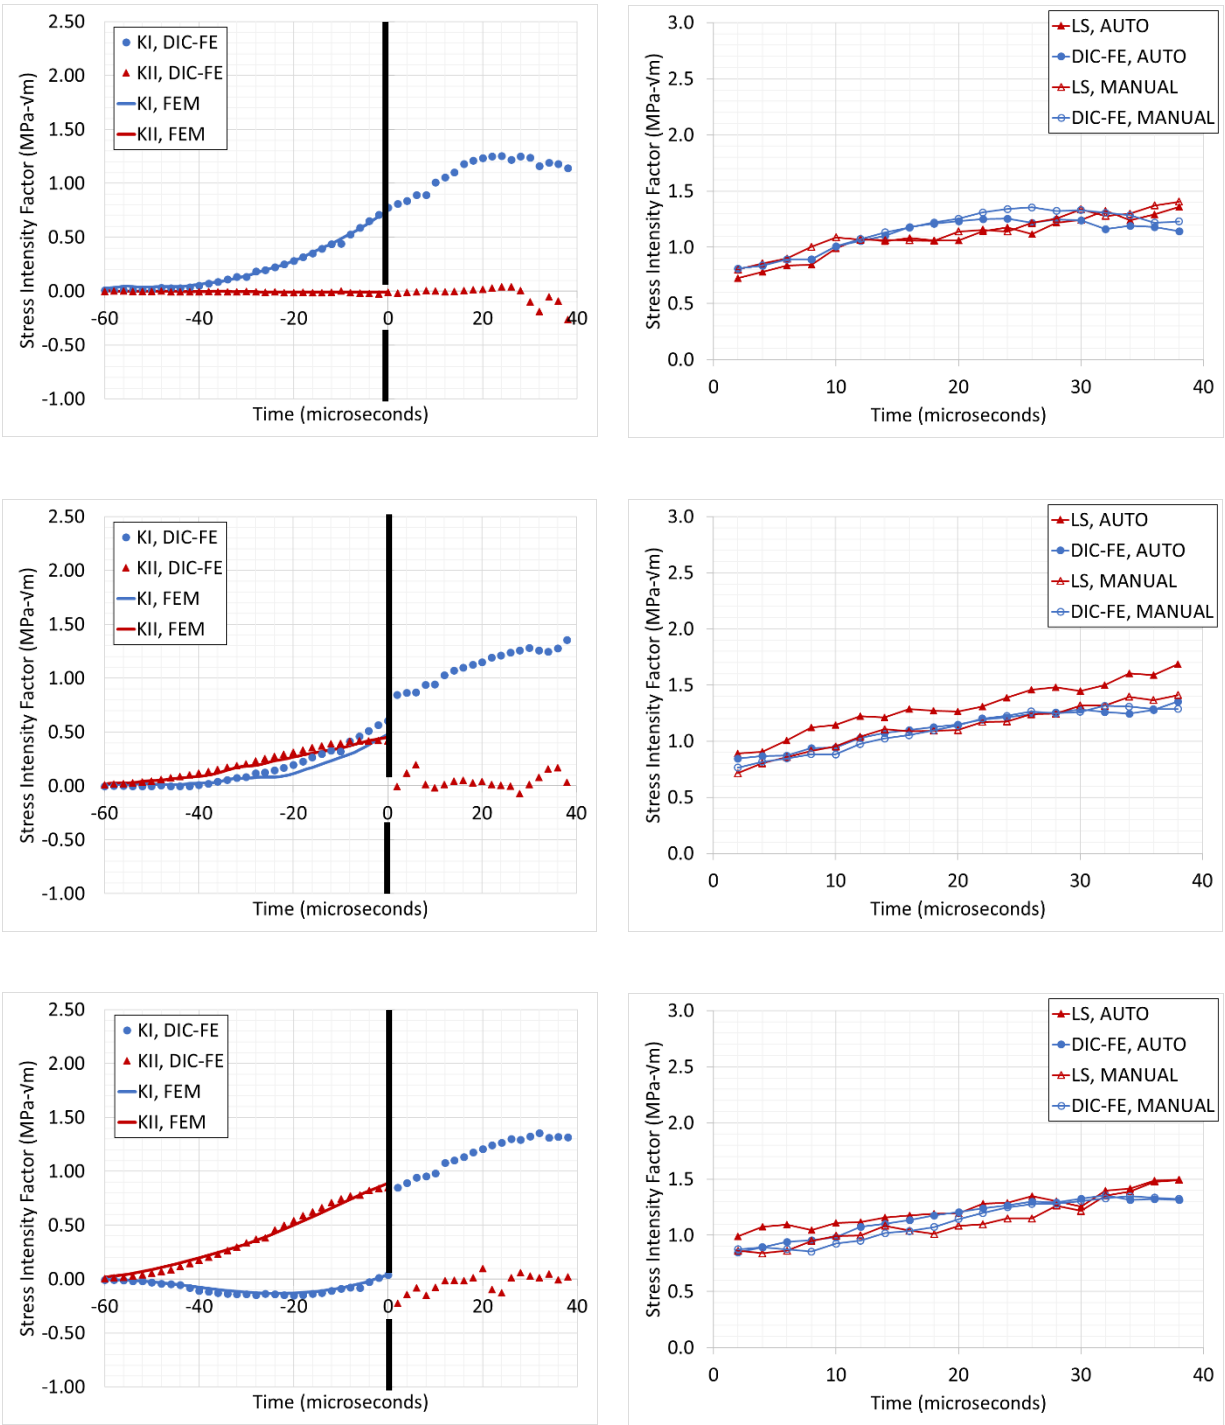 2.50
2.00
1.50
1.00
0.50
0.00
-0.50
-1.00
-60
-40
-20
0
20
40
Stress Intensity Factor (MPa-√m)
Time (microseconds)
KI, DIC-FE
KII, DIC-FE
KI, FEM
KII, FEM
3.0
2.5
2.0
1.5
1.0
0.5
0.0
0
10
20
30
40
Stress Intensity Factor (MPa-√m)
Time (microseconds)
LS, AUTO
DIC-FE, AUTO
LS, MANUAL
DIC-FE, MANUAL
2.50
2.00
1.50
1.00
0.50
0.00
-0.50
-1.00
-60
-40
-20
0
20
40
Stress Intensity Factor (MPa-√m)
Time (microseconds)
KI, DIC-FE
KII, DIC-FE
KI, FEM
KII, FEM
3.0
2.5
2.0
1.5
1.0
0.5
0.0
0
10
20
30
40
Stress Intensity Factor (MPa-√m)
Time (microseconds)
LS, AUTO
DIC-FE, AUTO
LS, MANUAL
DIC-FE, MANUAL
2.50
2.00
1.50
1.00
0.50
0.00
-0.50
-1.00
-60
-40
-20
0
20
40
Stress Intensity Factor (MPa-√m)
Time (microseconds)
KI, DIC-FE
KII, DIC-FE
KI, FEM
KII, FEM
3.0
2.5
2.0
1.5
1.0
0.5
0.0
0
10
20
30
40
Stress Intensity Factor (MPa-√m)
Time (microseconds)
LS, AUTO
DIC-FE, AUTO
LS, MANUAL
DIC-FE, MANUAL